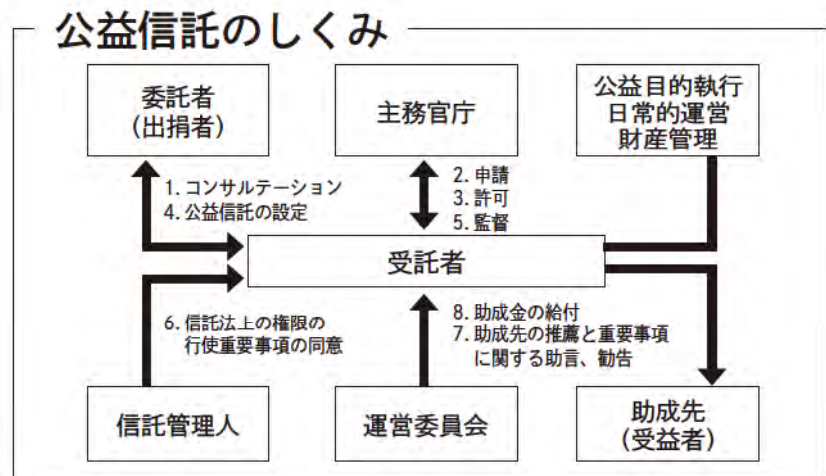 公益信託のしくみ
委託者
(出捐者)
主務官庁
公益目的執行
日常的運営
財産管理
1. コンサルテーション
4. 公益信託の設定
2. 申請
3. 許可
5. 監督
受託者
6. 信託法上の権限の
行使重要事項の同意
8. 助成金の給付
7. 助成先の推薦と重要事項
に関する助言、勧告
信託管理人
運営委員会
助成先
(受益者)